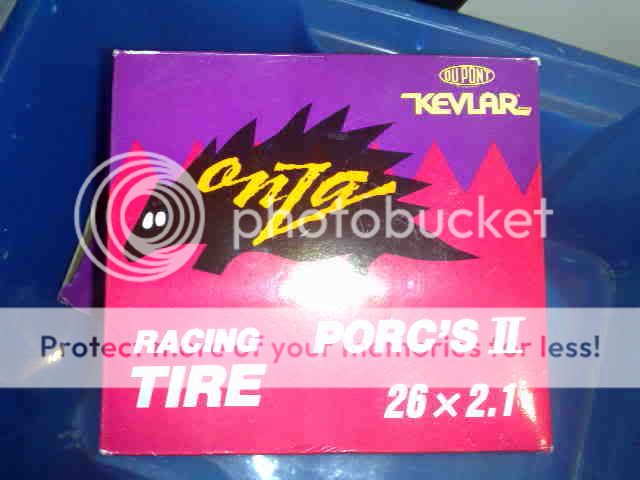 DU PONT
KEVLAR
onza
photobucket
RACING PORC'S II
Protect more of your memories for less!
TIRE
26 x 2.1